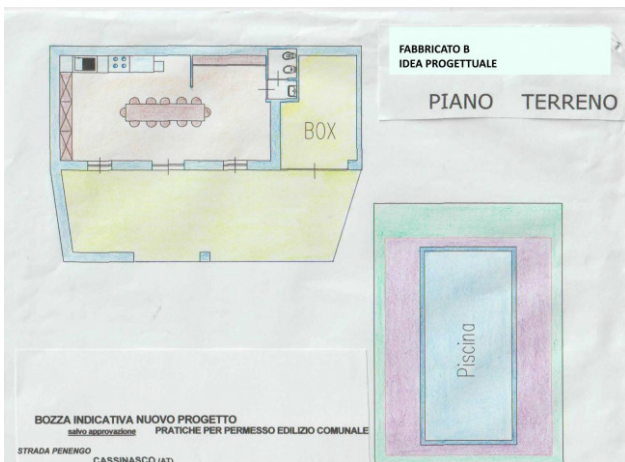 FABBRICATO B
IDEA PROGETTUALE
PIANO TERRENO
BOX
Piscina
BOZZA INDICATIVA NUOVO PROGETTO
salvo approvazione PRATICHE PER PERMESSO EDILIZIO COMUNALE
STRADA PENENGO
CASSINASCO (AT)